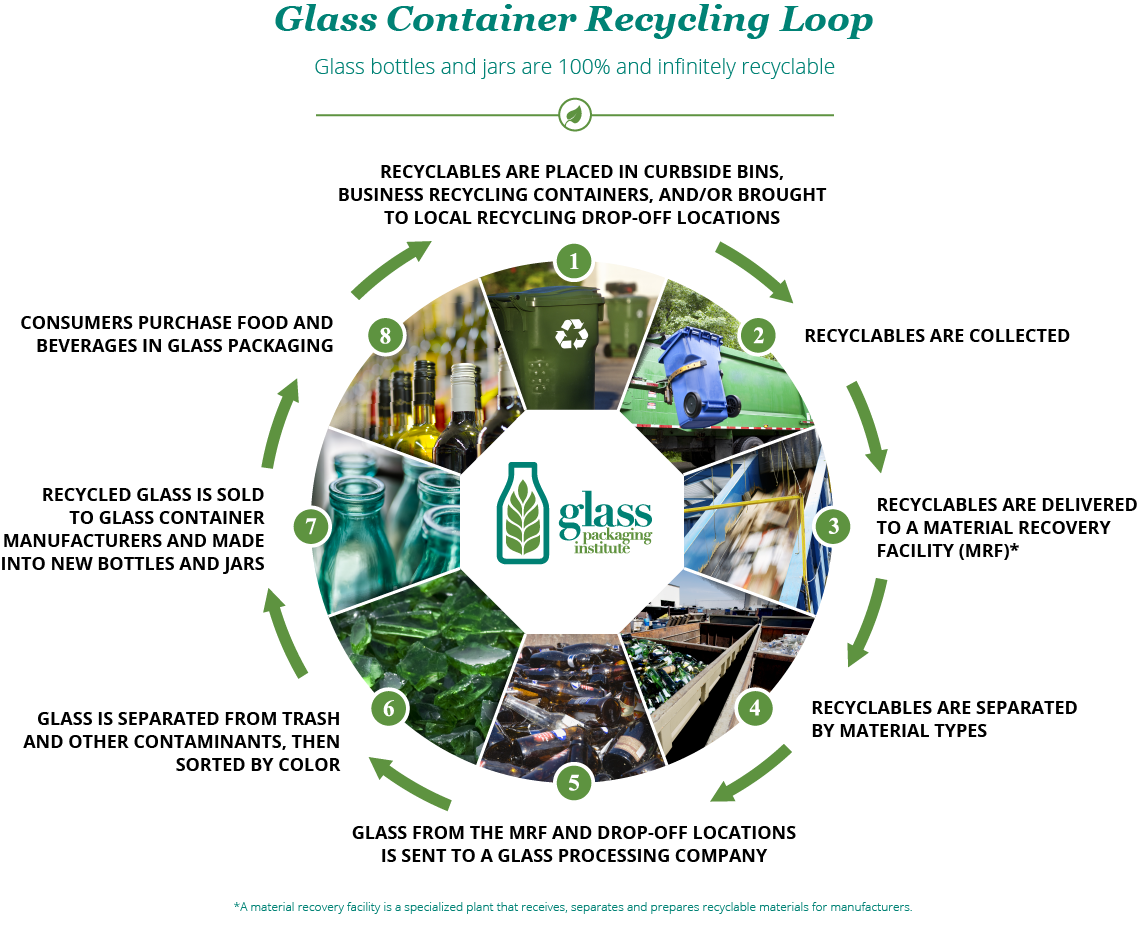 Glass Container Recycling Loop
Glass bottles and jars are 100% and infinitely recyclable
RECYCLABLES ARE PLACED IN CURBSIDE BINS,
BUSINESS RECYCLING CONTAINERS, AND/OR BROUGHT
TO LOCAL RECYCLING DROP-OFF LOCATIONS
1
2
RECYCLABLES ARE COLLECTED
3
RECYCLABLES ARE DELIVERED
TO A MATERIAL RECOVERY
FACILITY (MRF)*
4
RECYCLABLES ARE SEPARATED
BY MATERIAL TYPES
5
GLASS FROM THE MRF AND DROP-OFF LOCATIONS
IS SENT TO A GLASS PROCESSING COMPANY
6
GLASS IS SEPARATED FROM TRASH
AND OTHER CONTAMINANTS, THEN
SORTED BY COLOR
7
RECYCLED GLASS IS SOLD
TO GLASS CONTAINER
MANUFACTURERS AND MADE
INTO NEW BOTTLES AND JARS
8
CONSUMERS PURCHASE FOOD AND
BEVERAGES IN GLASS PACKAGING
glass
packaging
institute
*A material recovery facility is a specialized plant that receives, separates and prepares recyclable materials for manufacturers.